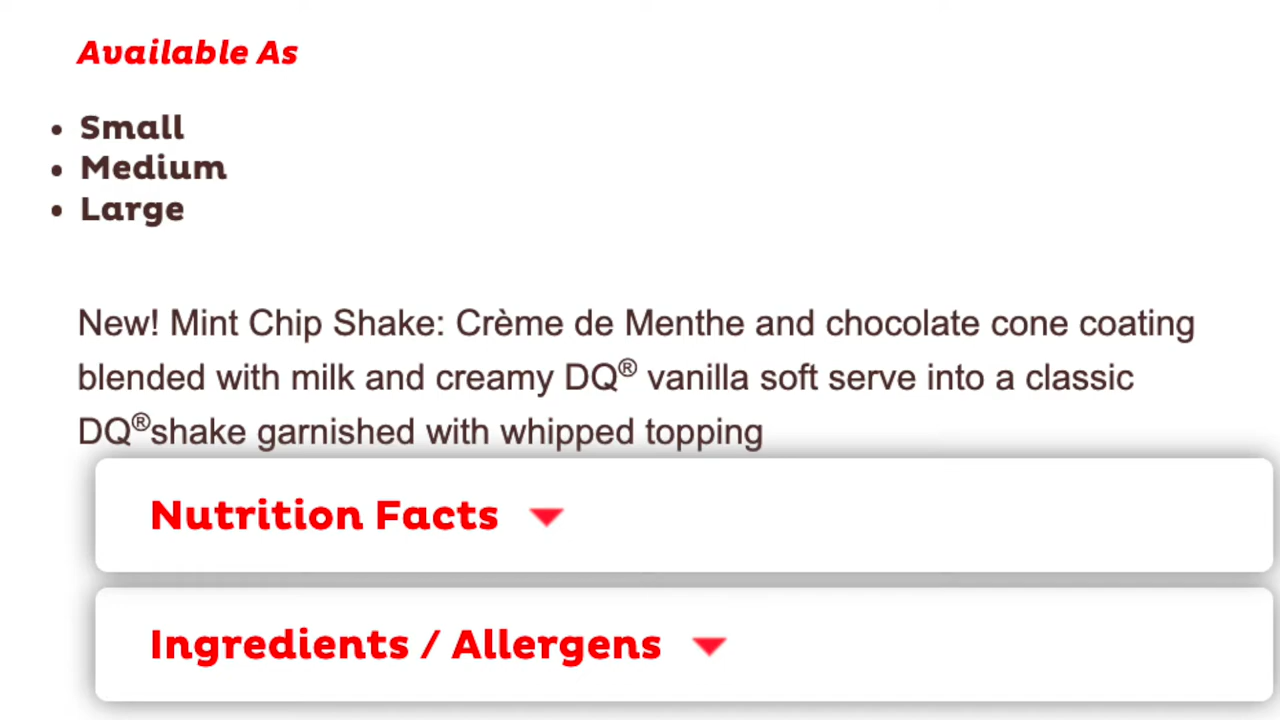 Available As
Small
Medium
Large
New! Mint Chip Shake: Crème de Menthe and chocolate cone coating
blended with milk and creamy DQ® vanilla soft serve into a classic
DQ®shake garnished with whipped topping
Nutrition Facts
Ingredients / Allergens